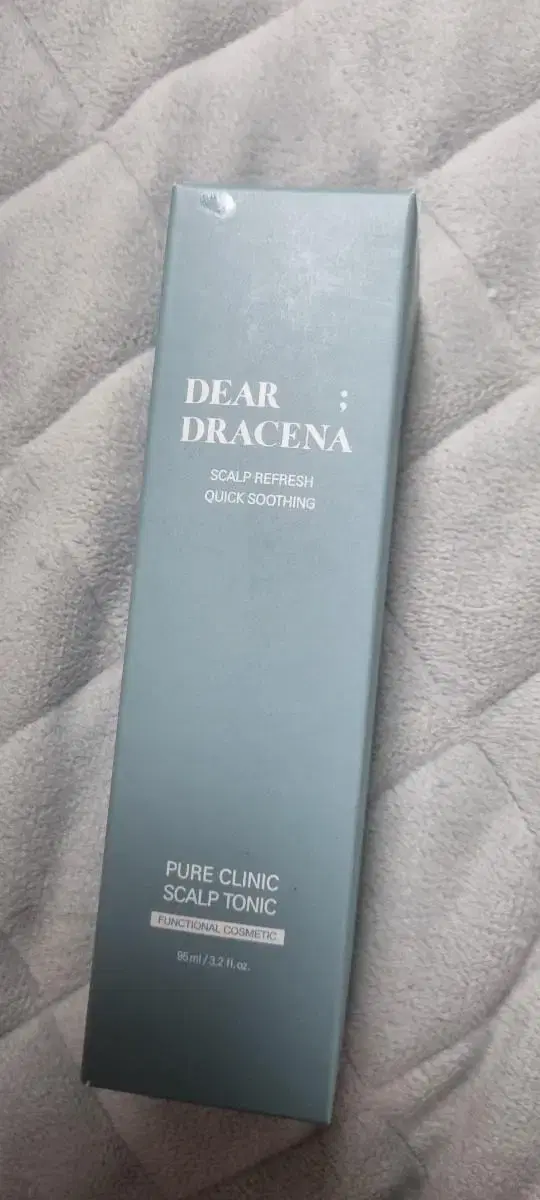 DEAR ;
DRACENA
SCALP REFRESH
QUICK SOOTHING
PURE CLINIC
SCALP TONIC
FUNCTIONAL COSMETIC
95 ml / 3.2 fl. oz.